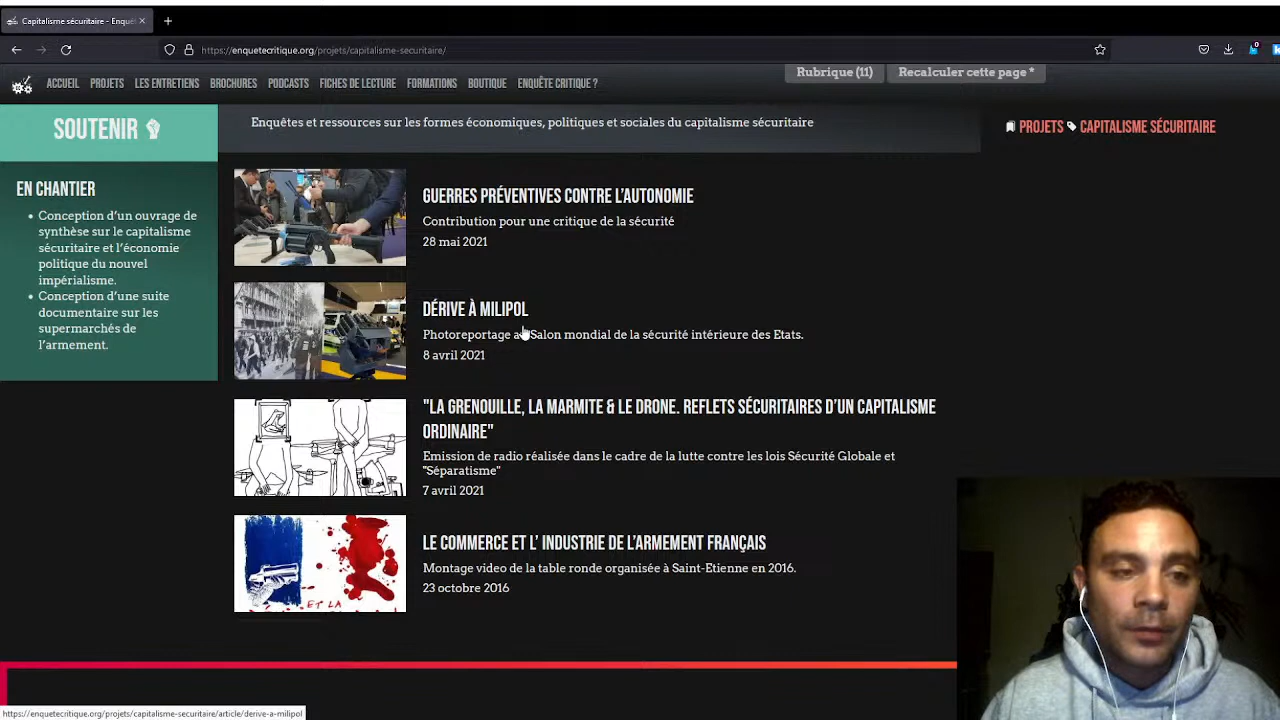 Capitalisme sécuritaire - Enquê
https://enquetecritique.org/projets/capitalisme-securitaire/
ACCUEIL PROJETS LES ENTRETIENS BROCHURES PODCASTS FICHES DE LECTURE FORMATIONS BOUTIQUE ENQUÊTE CRITIQUE ?
Rubrique (11) Recalculer cette page *
SOUTENIR
Enquêtes et ressources sur les formes économiques, politiques et sociales du capitalisme sécuritaire
PROJETS CAPITALISME SÉCURITAIRE
EN CHANTIER
Conception d'un ouvrage de
synthèse sur le capitalisme
sécuritaire et l'économie
politique du nouvel
impérialisme.
Conception d'une suite
documentaire sur les
supermarchés de
l'armement.
GUERRES PRÉVENTIVES CONTRE L'AUTONOMIE
Contribution pour une critique de la sécurité
28 mai 2021
DÉRIVE À MILIPOL
Photoreportage au Salon mondial de la sécurité intérieure des Etats.
8 avril 2021
"LA GRENOUILLE, LA MARMITE & LE DRONE. REFLETS SÉCURITAIRES D'UN CAPITALISME
ORDINAIRE"
Emission de radio réalisée dans le cadre de la lutte contre les lois Sécurité Globale et
"Séparatisme"
7 avril 2021
ET LA
LE COMMERCE ET L' INDUSTRIE DE L'ARMEMENT FRANÇAIS
Montage video de la table ronde organisée à Saint-Etienne en 2016.
23 octobre 2016
https://enquetecritique.org/projets/capitalisme-securitaire/article/derive-a-milipol